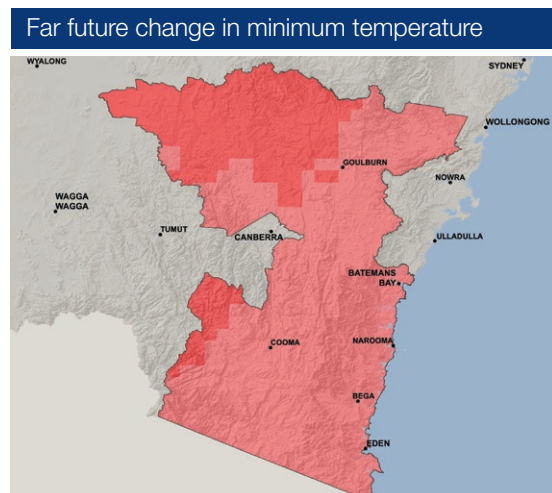 Far future change in minimum temperature
WYALONG
SYDNEY
WOLLONGONG
GOULBURN
NOWRA
WAGGA
WAGGA
TUMUT
CANBERRA
ULLADULLA
BATEMANS
BAY
COOMA
NAROOMA
BEGA
EDEN